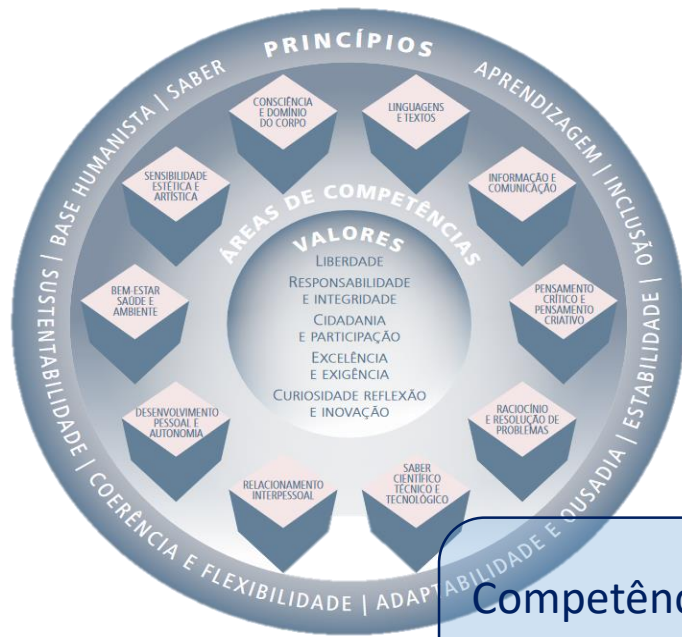 PRINCÍPIOS
SUSTENTABILIDADE | BASE HUMANISTA | SABER
APRENDIZAGEM | INCLUSÃO | ESTABILIDADE |
COERÊNCIA E FLEXIBILIDADE | ADAPTABILIDADE E OUSADIA |
ÁREAS DE COMPETÊNCIAS
CONSCIÊNCIA
E DOMÍNIO
DO CORPO
LINGUAGENS
E TEXTOS
SENSIBILIDADE
ESTÉTICA E
ARTÍSTICA
INFORMAÇÃO E
COMUNICAÇÃO
BEM-ESTAR
SAÚDE E
AMBIENTE
PENSAMENTO
CRÍTICO E
PENSAMENTO
CRIATIVO
DESENVOLVIMENTO
PESSOAL E
AUTONOMIA
RACIOCÍNIO
E RESOLUÇÃO DE
PROBLEMAS
RELACIONAMENTO
INTERPESSOAL
SABER
CIENTÍFICO
TÉCNICO E
TECNOLÓGICO
VALORES
LIBERDADE
RESPONSABILIDADE
E INTEGRIDADE
CIDADANIA
E PARTICIPAÇÃO
EXCELÊNCIA
E EXIGÊNCIA
CURIOSIDADE REFLEXÃO
E INOVAÇÃO
Competênc